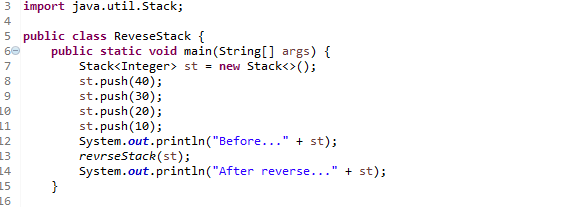 3 import java.util.Stack;
4
5 public class ReveseStack {
6 public static void main(String[] args) {
7 Stack<Integer> st = new Stack<>();
8 st.push(40);
9 st.push(30);
10 st.push(20);
11 st.push(10);
12 System.out.println("Before..." + st);
13 revrseStack(st);
14 System.out.println("After reverse..." + st);
15 }
16